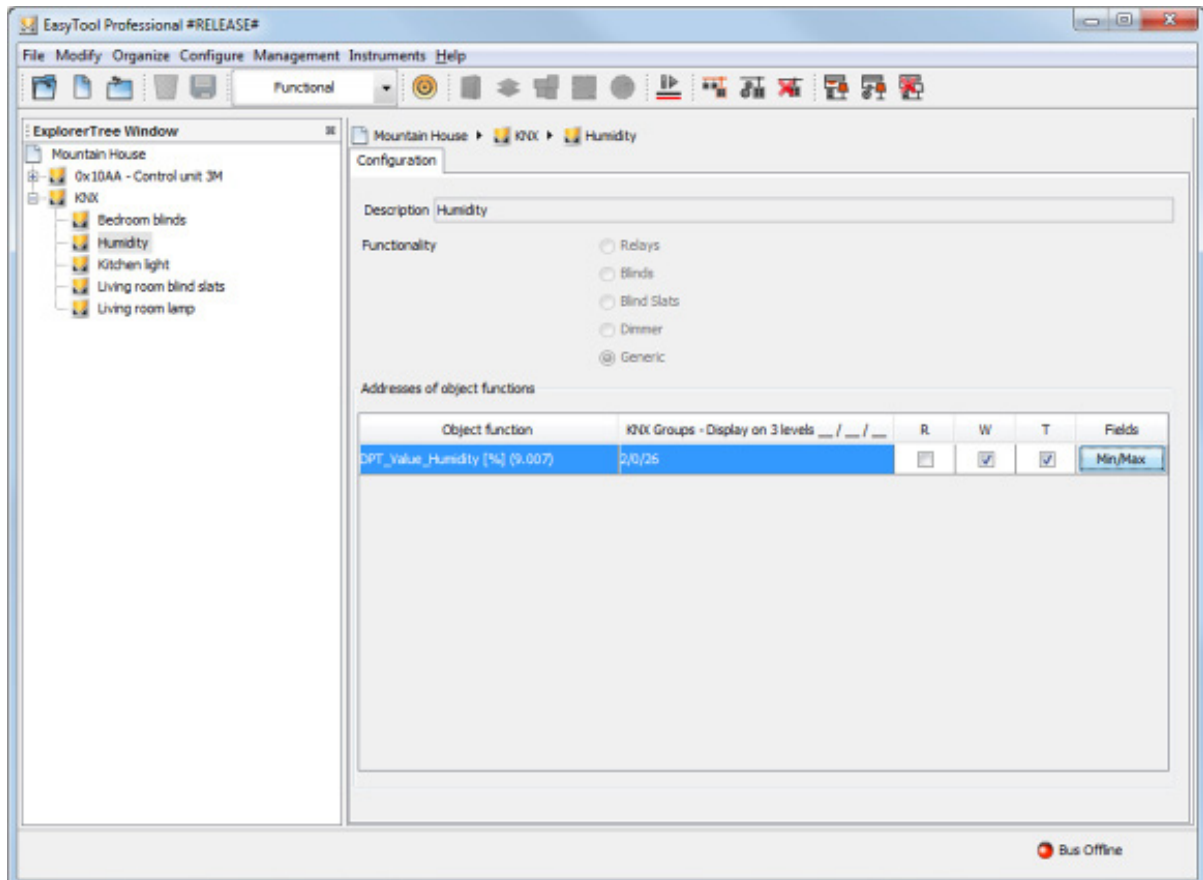 EasyTool Professional #RELEASE#
File Modify Organize Configure Management Instruments Help
Functional
ExplorerTree Window
Mountain House
0x10AA - Control unit 3M
KNX
Bedroom blinds
Humidity
Kitchen light
Living room blind slats
Living room lamp
Mountain House KNX Humidity
Configuration
Description Humidity
Functionality
Relays
Blinds
Blind Slats
Dimmer
Generic
Addresses of object functions
Object function KNX Groups - Display on 3 levels __ / __ / __ R W T Fields
DPT_Value_Humidity [%] (9.007) 2/0/26 Min/Max
Bus Offline